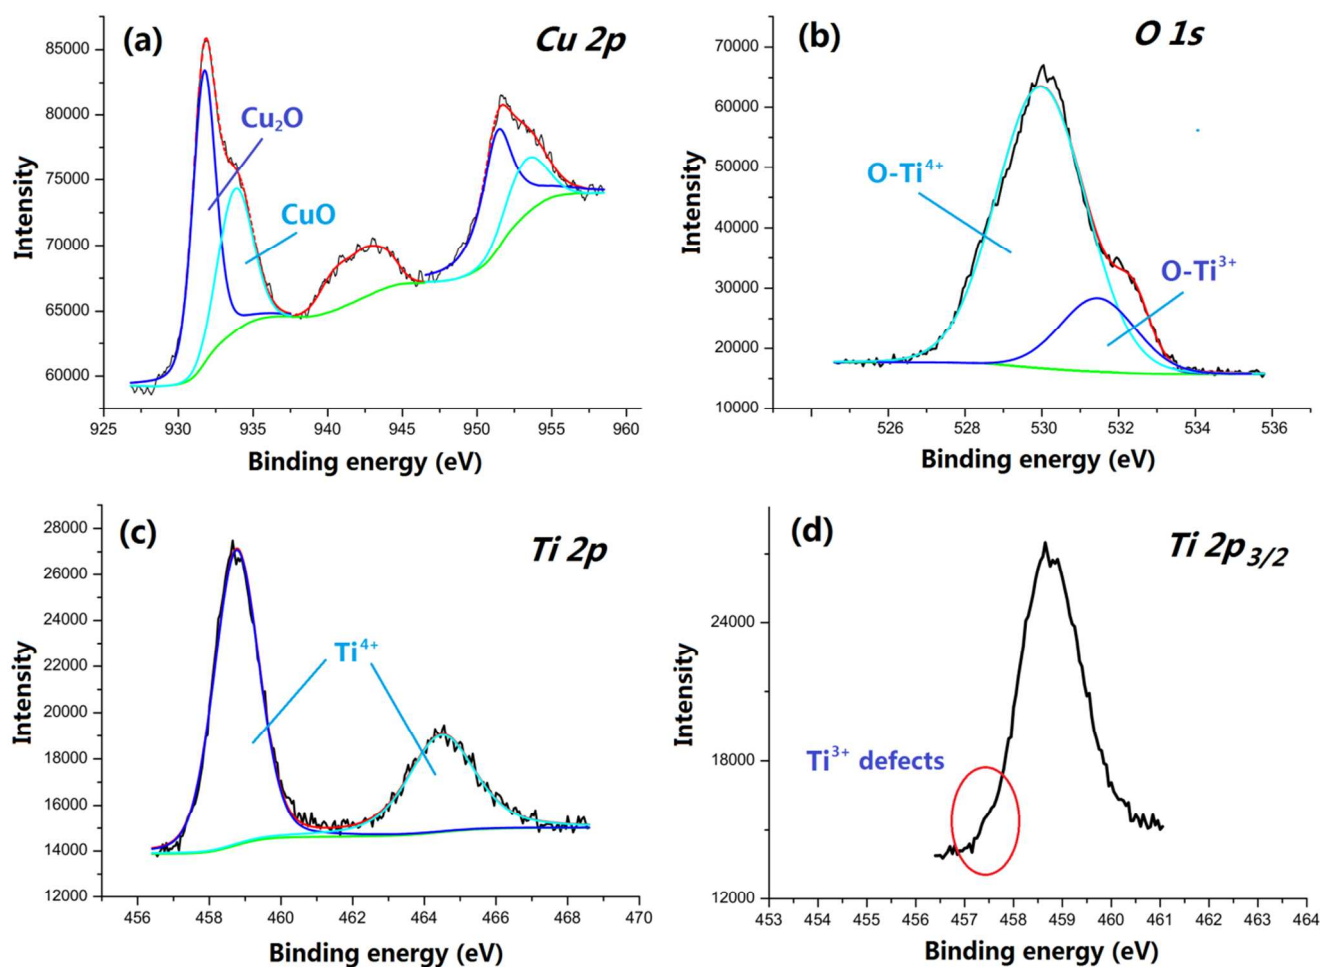 (a)
Cu 2p
85000
80000
75000
70000
65000
60000
Intensity
Cu₂O
CuO
925 930 935 940 945 950 955 960
Binding energy (eV)
(b)
O 1s
70000
60000
50000
40000
30000
20000
10000
Intensity
O-Ti⁴⁺
O-Ti³⁺
526 528 530 532 534 536
Binding energy (eV)
(c)
Ti 2p
28000
26000
24000
22000
20000
18000
16000
14000
12000
Intensity
Ti⁴⁺
456 458 460 462 464 466 468 470
Binding energy (eV)
(d)
Ti 2p₃/₂
24000
18000
12000
Intensity
Ti³⁺ defects
453 454 455 456 457 458 459 460 461 462 463 464
Binding energy (eV)